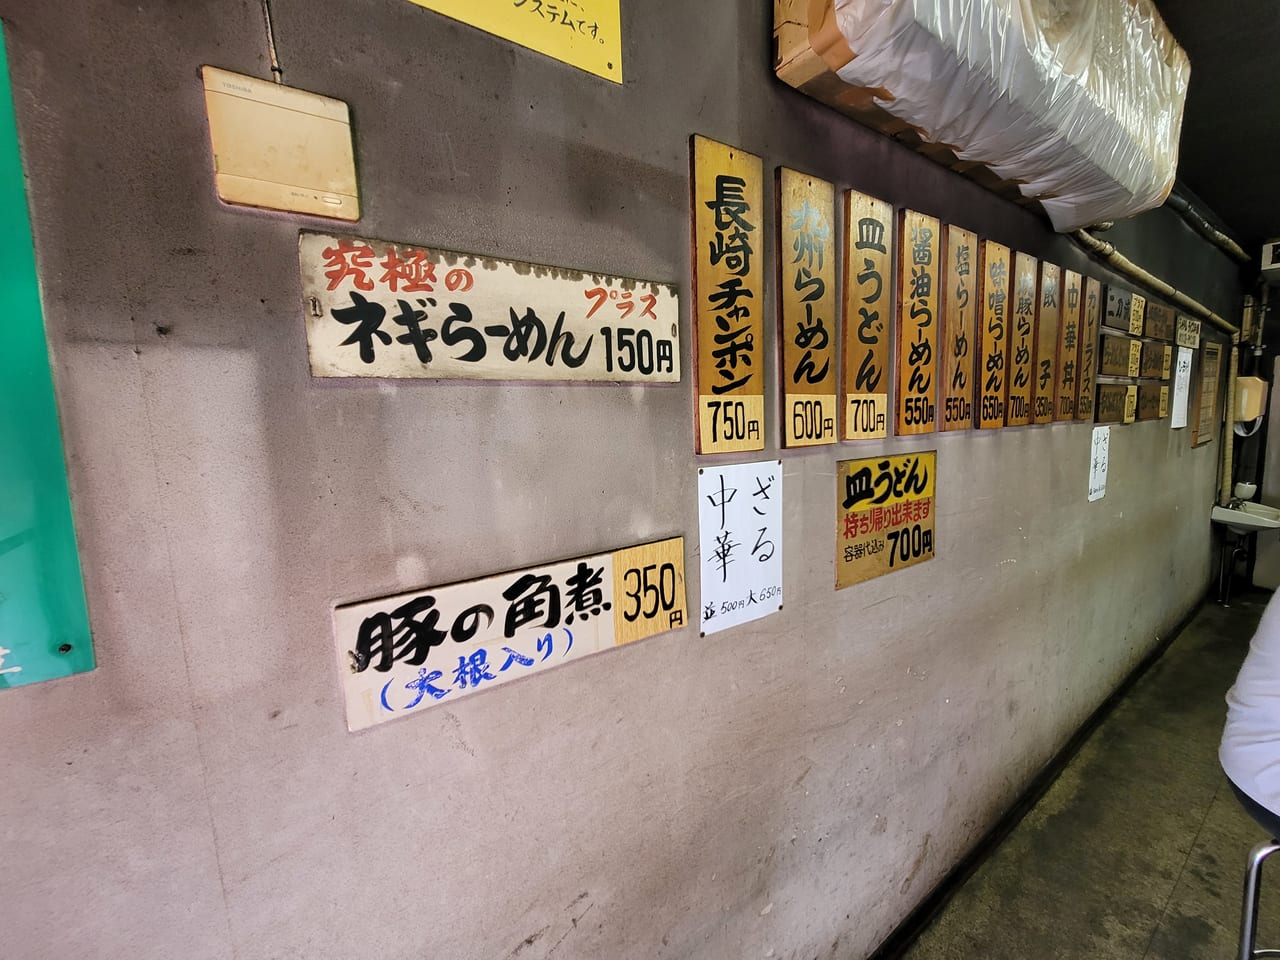 ステムです。
TOSHIBA
究極の
ネギらーめん プラス 150円
長崎チャンポン 750円
九州らーめん 600円
皿うどん 700円
醤油らーめん 550円
塩らーめん 550円
味噌らーめん 650円
焼豚らーめん 700円
餃子 350円
中華丼 700円
カレーライス 550円
ざる
中華
並500円 大650円
皿うどん
持ち帰り出来ます
容器代込み 700円
豚の角煮 350円
(大根入り)
ざる
中華